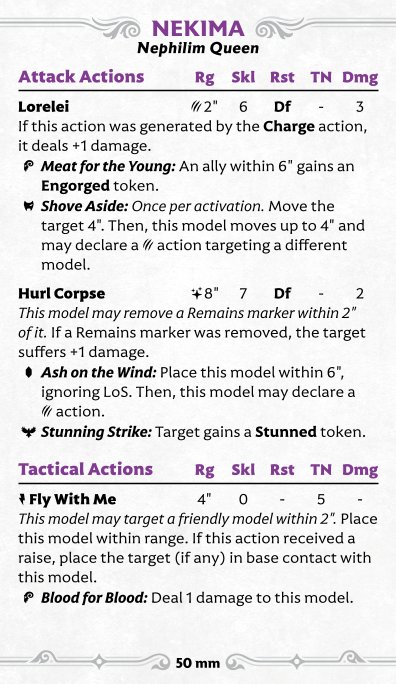 NEKIMA
Nephilim Queen
Attack Actions Rg Skl Rst TN Dmg
Lorelei 2" 6 Df - 3
If this action was generated by the Charge action,
it deals +1 damage.
Meat for the Young: An ally within 6" gains an
Engorged token.
Shove Aside: Once per activation. Move the
target 4". Then, this model moves up to 4" and
may declare a action targeting a different
model.
Hurl Corpse 8" 7 Df - 2
This model may remove a Remains marker within 2"
of it. If a Remains marker was removed, the target
suffers +1 damage.
Ash on the Wind: Place this model within 6",
ignoring LoS. Then, this model may declare a
action.
Stunning Strike: Target gains a Stunned token.
Tactical Actions Rg Skl Rst TN Dmg
Fly With Me 4" 0 - 5 -
This model may target a friendly model within 2". Place
this model within range. If this action received a
raise, place the target (if any) in base contact with
this model.
Blood for Blood: Deal 1 damage to this model.
50 mm